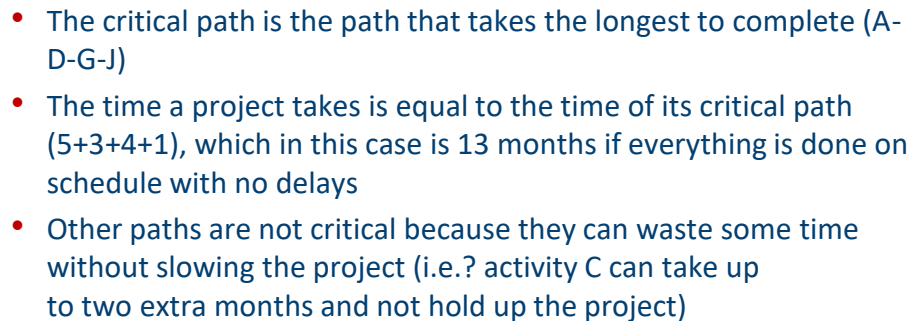 • The critical path is the path that takes the longest to complete (A-
D-G-J)
• The time a project takes is equal to the time of its critical path
(5+3+4+1), which in this case is 13 months if everything is done on
schedule with no delays
• Other paths are not critical because they can waste some time
without slowing the project (i.e.? activity C can take up
to two extra months and not hold up the project)